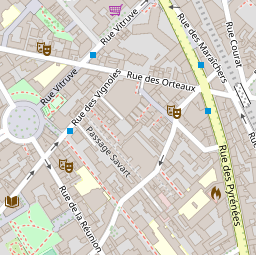 Rue Vitruve
Rue des Maraîchers
Rue Courat
Rue Vitruve
Rue des Orteaux
Rue des Vignoles
Passage Savart
Rue des Pyrénées
Rue de la Réunion